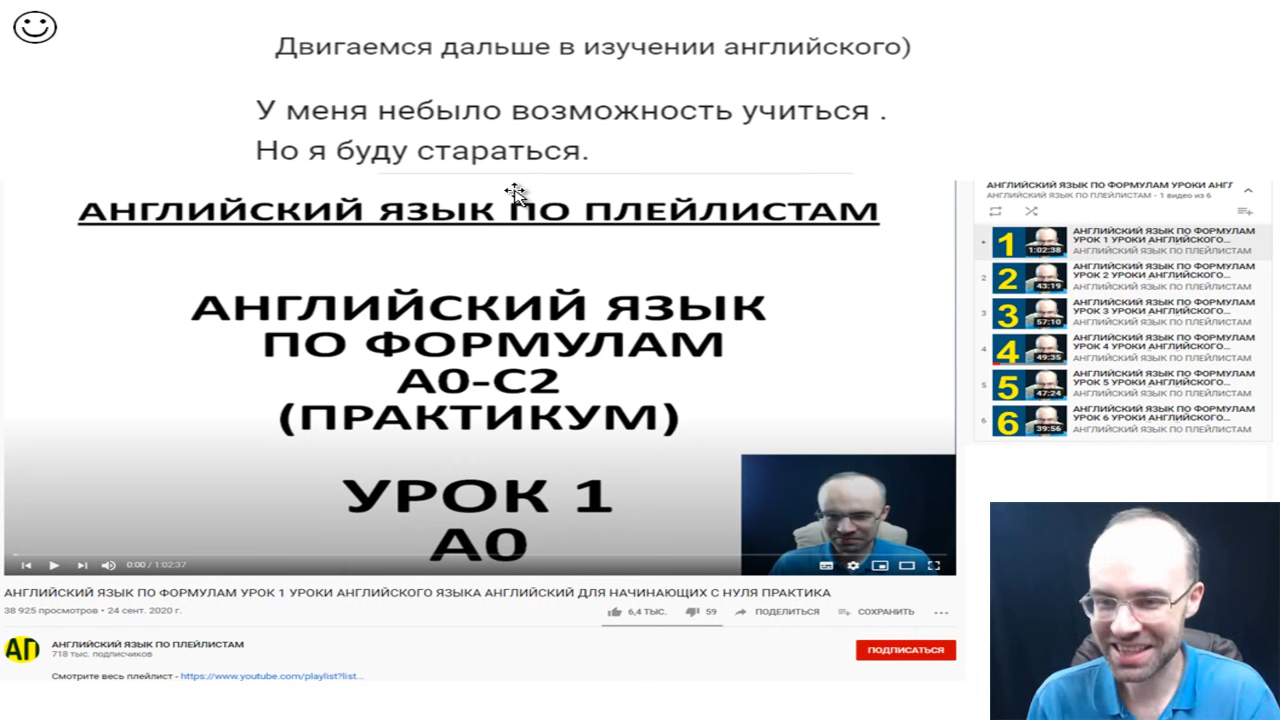 Двигаемся дальше в изучении английского)
У меня небыло возможность учиться .
Но я буду стараться.
АНГЛИЙСКИЙ ЯЗЫК ПО ПЛЕЙЛИСТАМ
АНГЛИЙСКИЙ ЯЗЫК
ПО ФОРМУЛАМ
А0-С2
(ПРАКТИКУМ)
УРОК 1
А0
0:00 / 1:02:37
АНГЛИЙСКИЙ ЯЗЫК ПО ФОРМУЛАМ УРОК 1 УРОКИ АНГЛИЙСКОГО ЯЗЫКА АНГЛИЙСКИЙ ДЛЯ НАЧИНАЮЩИХ С НУЛЯ ПРАКТИКА
38 925 просмотров • 24 сент. 2020 г.
6,4 ТЫС. 59 ПОДЕЛИТЬСЯ СОХРАНИТЬ ...
АП
АНГЛИЙСКИЙ ЯЗЫК ПО ПЛЕЙЛИСТАМ
718 тыс. подписчиков
ПОДПИСАТЬСЯ
Смотрите весь плейлист - https://www.youtube.com/playlist?list...
АНГЛИЙСКИЙ ЯЗЫК ПО ФОРМУЛАМ УРОКИ АНГЛ
АНГЛИЙСКИЙ ЯЗЫК ПО ПЛЕЙЛИСТАМ - 1 видео из 6
1
1:02:38
АНГЛИЙСКИЙ ЯЗЫК ПО ФОРМУЛАМ
УРОК 1 УРОКИ АНГЛИЙСКОГО...
АНГЛИЙСКИЙ ЯЗЫК ПО ПЛЕЙЛИСТАМ
2
2
43:19
АНГЛИЙСКИЙ ЯЗЫК ПО ФОРМУЛАМ
УРОК 2 УРОКИ АНГЛИЙСКОГО...
АНГЛИЙСКИЙ ЯЗЫК ПО ПЛЕЙЛИСТАМ
3
3
57:10
АНГЛИЙСКИЙ ЯЗЫК ПО ФОРМУЛАМ
УРОК 3 УРОКИ АНГЛИЙСКОГО...
АНГЛИЙСКИЙ ЯЗЫК ПО ПЛЕЙЛИСТАМ
4
4
49:35
АНГЛИЙСКИЙ ЯЗЫК ПО ФОРМУЛАМ
УРОК 4 УРОКИ АНГЛИЙСКОГО...
АНГЛИЙСКИЙ ЯЗЫК ПО ПЛЕЙЛИСТАМ
5
5
47:24
АНГЛИЙСКИЙ ЯЗЫК ПО ФОРМУЛАМ
УРОК 5 УРОКИ АНГЛИЙСКОГО...
АНГЛИЙСКИЙ ЯЗЫК ПО ПЛЕЙЛИСТАМ
6
6
39:56
АНГЛИЙСКИЙ ЯЗЫК ПО ФОРМУЛАМ
УРОК 6 УРОКИ АНГЛИЙСКОГО...
АНГЛИЙСКИЙ ЯЗЫК ПО ПЛЕЙЛИСТАМ